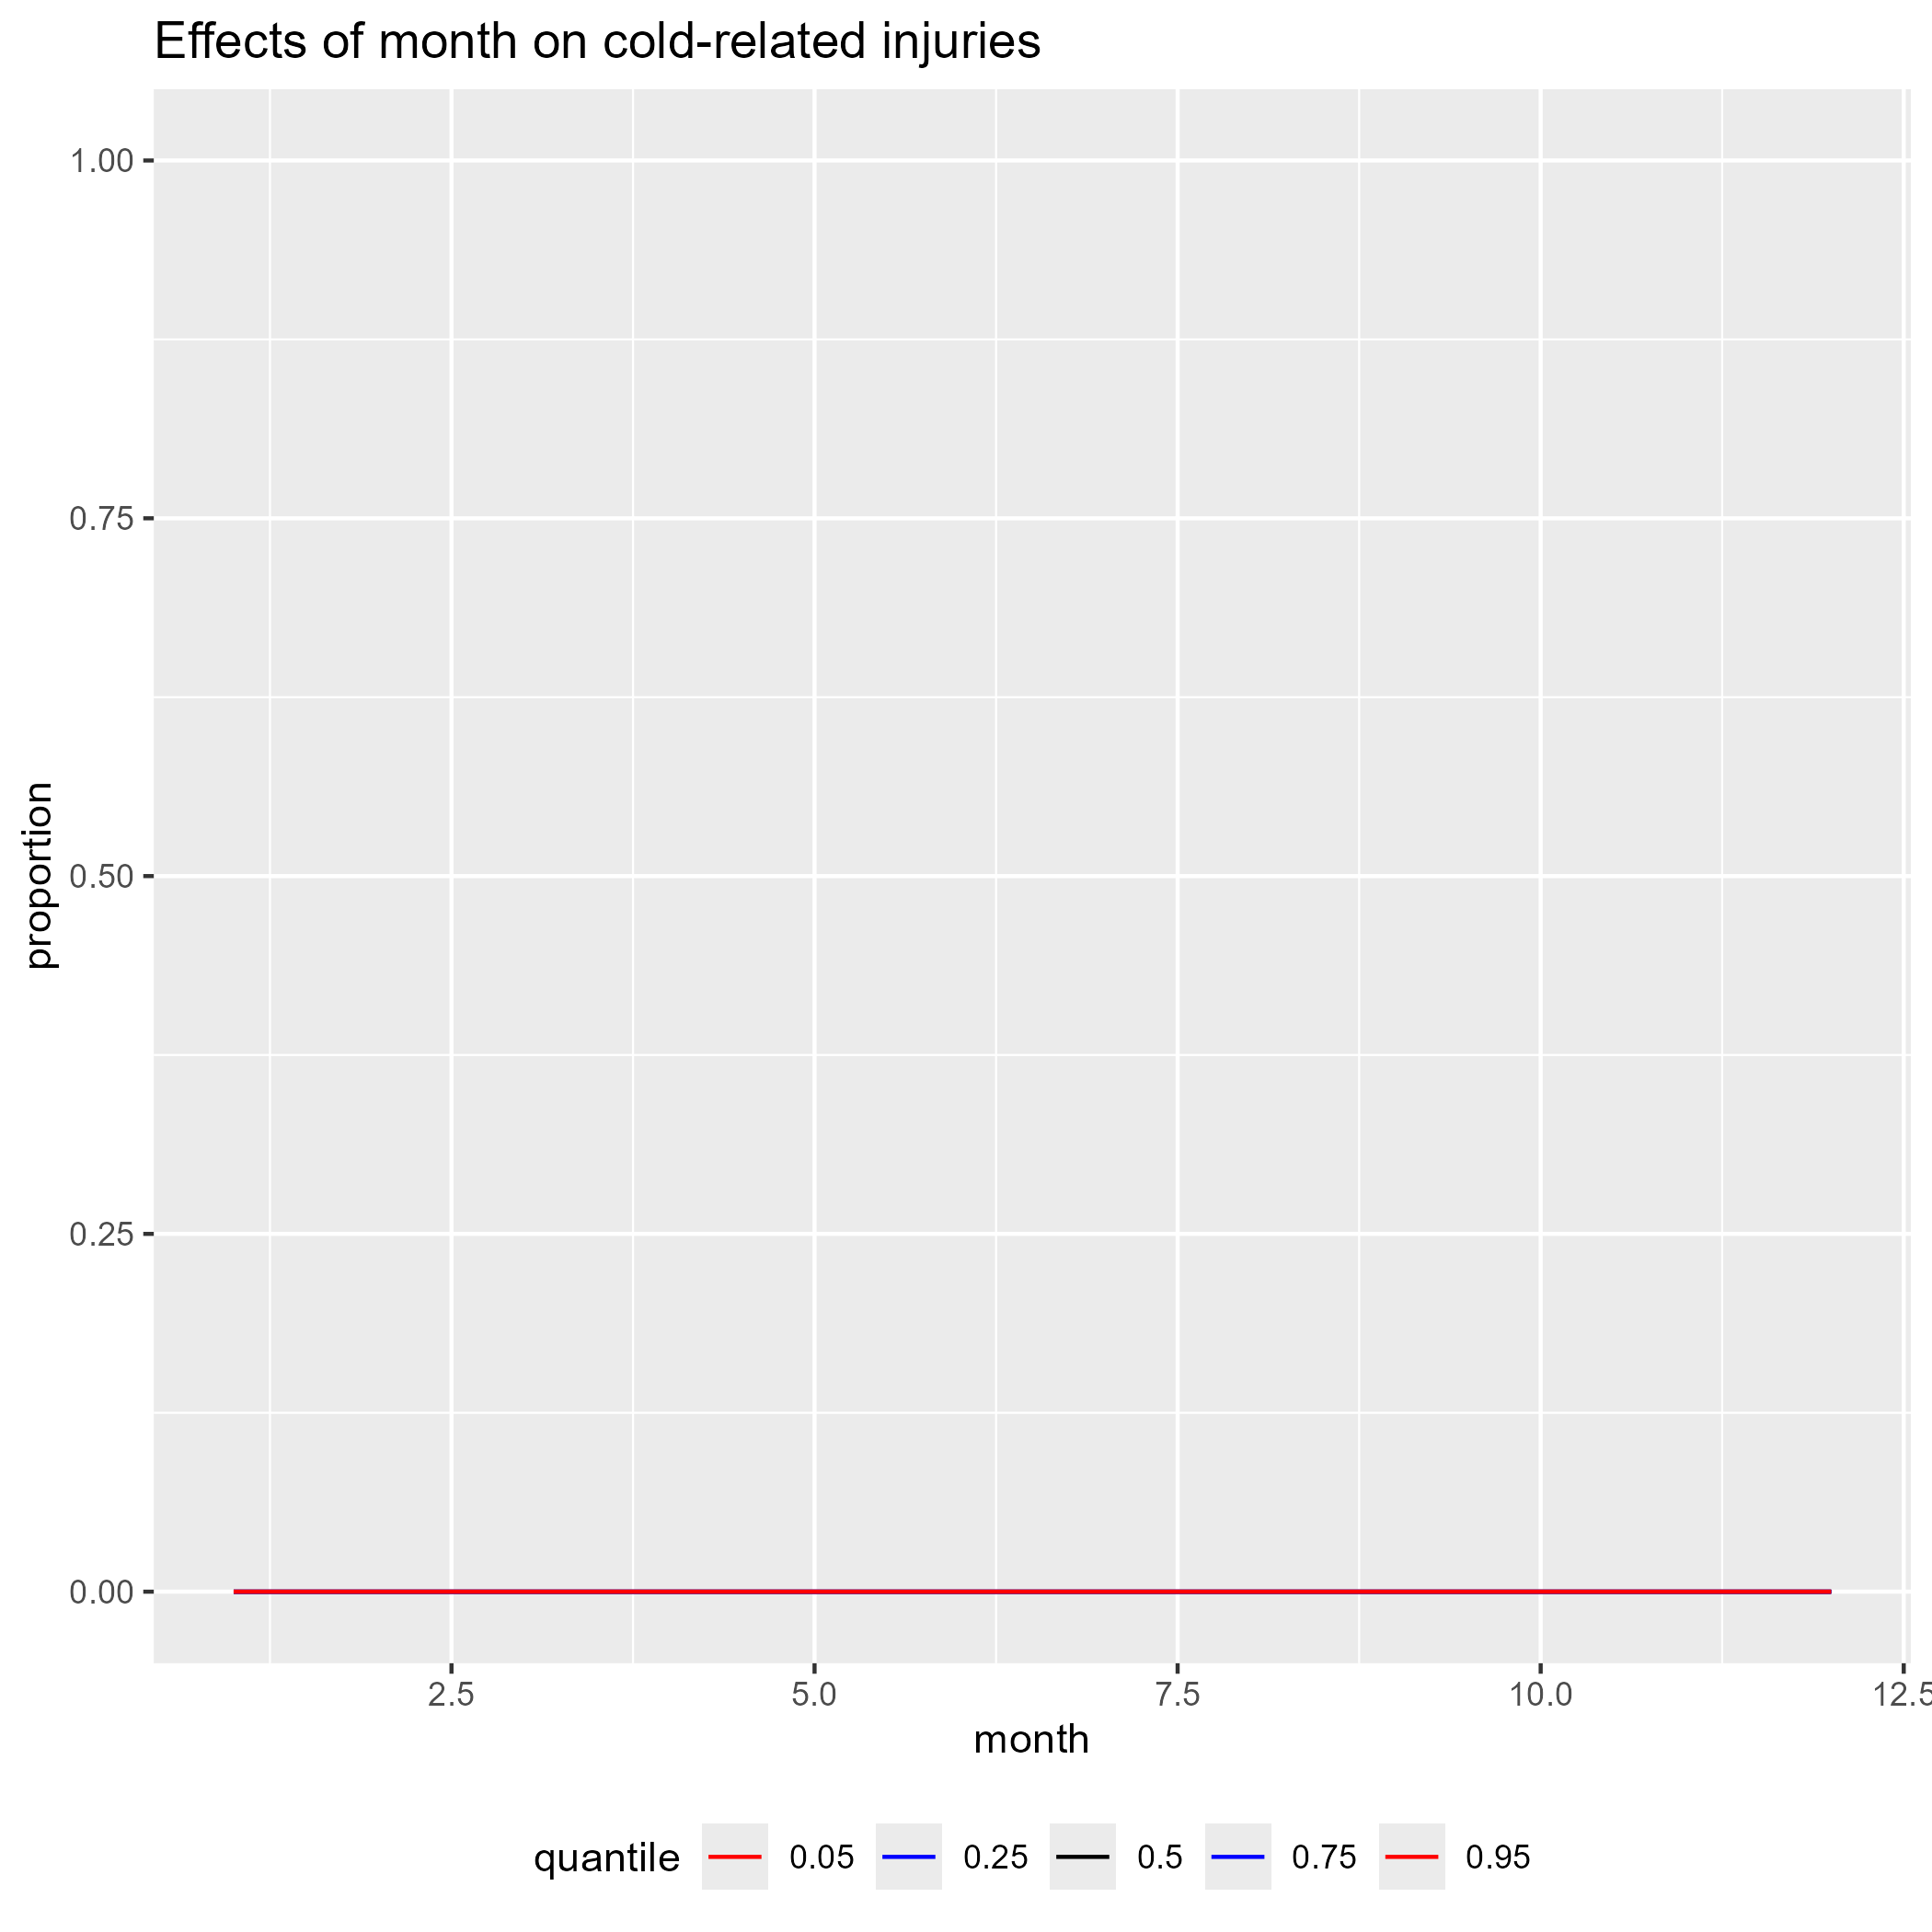 Effects of month on cold-related injuries
1.00
0.75
0.50
0.25
0.00
proportion
2.5 5.0 7.5 10.0 12.5
month
quantile 0.05 0.25 0.5 0.75 0.95